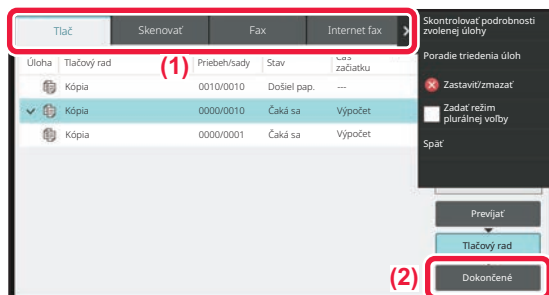 Tlač Skenovať Fax Internet fax
(1)
Úloha Tlačový rad Priebeh/sady Stav Čas začiatku
Kópia 0010/0010 Došiel pap. ---
Kópia 0000/0010 Čaká sa Výpočet
Kópia 0000/0001 Čaká sa Výpočet
Skontrolovať podrobnosti
zvolenej úlohy
Poradie triedenia úloh
Zastaviť/zmazať
Zadať režim
plurálnej voľby
Späť
Prevíjať
Tlačový rad
(2)
Dokončené